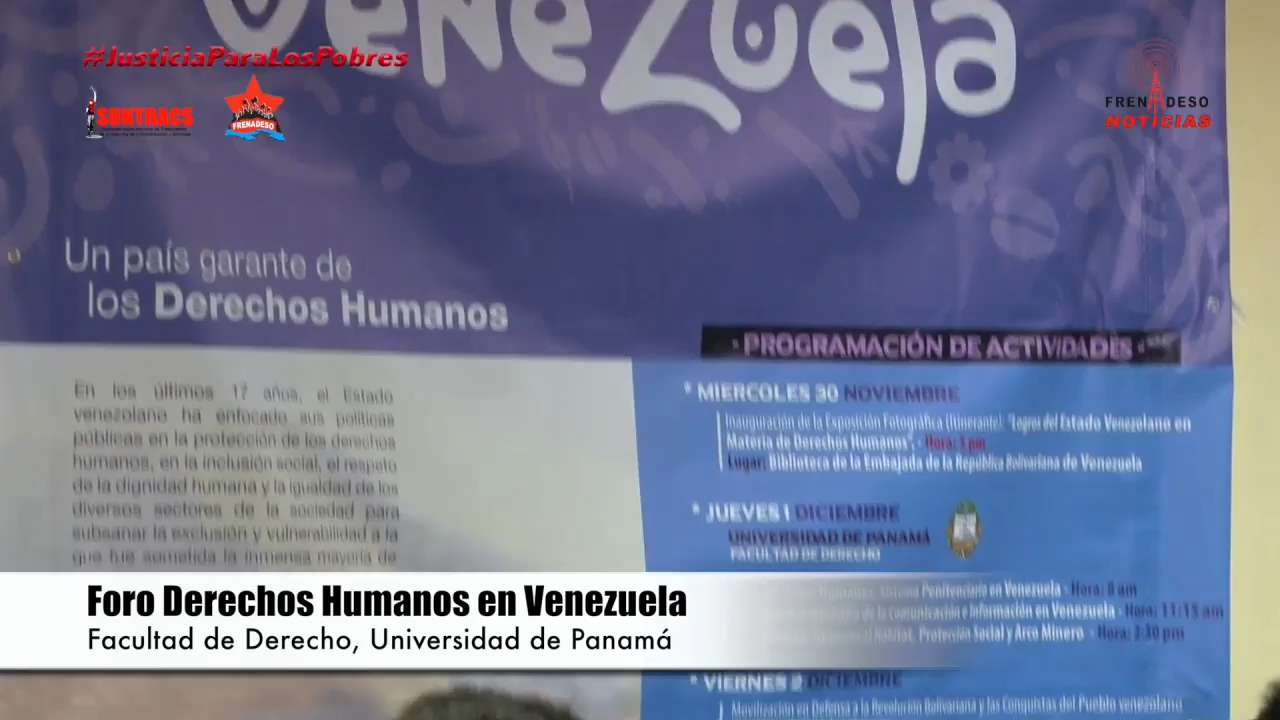 venezuela
#JusticiaParaLosPobres
SUNTRACS
FRENADESO
FRENADESO
NOTICIAS
Un país garante de
los Derechos Humanos
En los últimos 17 años, el Estado
venezolano ha enfocado sus políticas
públicas en la protección de los derechos
humanos, en la inclusión social, el respeto
de la dignidad humana y la igualdad de los
diversos sectores de la sociedad para
subsanar la exclusión y vulnerabilidad a la
que fue sometida la inmensa mayoría de
· PROGRAMACIÓN DE ACTIVIDADES ·
* MIERCOLES 30 NOVIEMBRE
Inauguración de la Exposición Fotográfica (Itinerante). "Logros del Estado Venezolano en
Materia de Derechos Humanos". - Hora: 3 pm
Lugar: Biblioteca de la Embajada de la República Bolivariana de Venezuela
* JUEVES 1 DICIEMBRE
UNIVERSIDAD DE PANAMÁ
FACULTAD DE DERECHO
Sistema Penitenciario en Venezuela - Hora: 8 am
de la Comunicación e Información en Venezuela - Hora: 11:15 am
Habitat, Protección Social y Arco Minero - Hora: 2:30 pm
* VIERNES 2 DICIEMBRE
Movilización en Defensa a la Revolución Bolivariana y las Conquistas del Pueblo venezolano
Foro Derechos Humanos en Venezuela
Facultad de Derecho, Universidad de Panamá